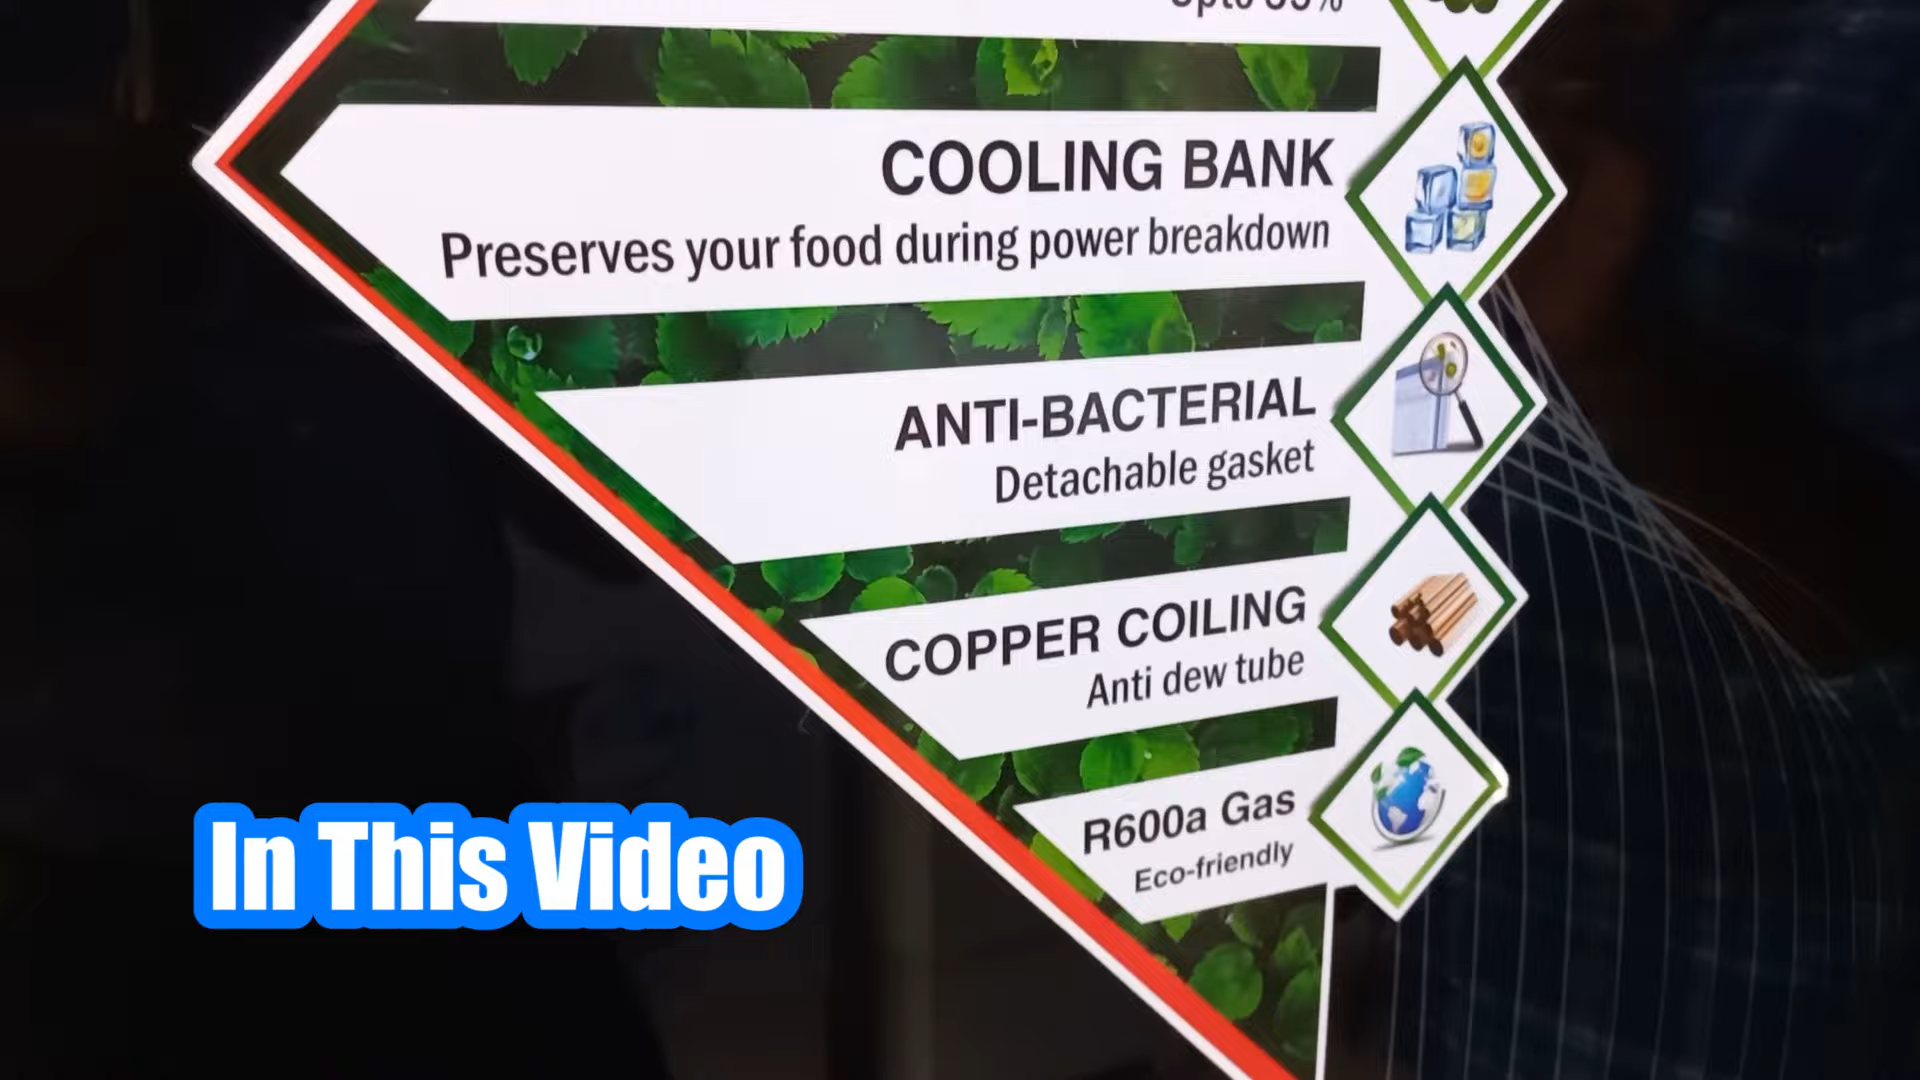 COOLING BANK
Preserves your food during power breakdown
ANTI-BACTERIAL
Detachable gasket
COPPER COILING
Anti dew tube
R600a Gas
Eco-friendly
In This Video